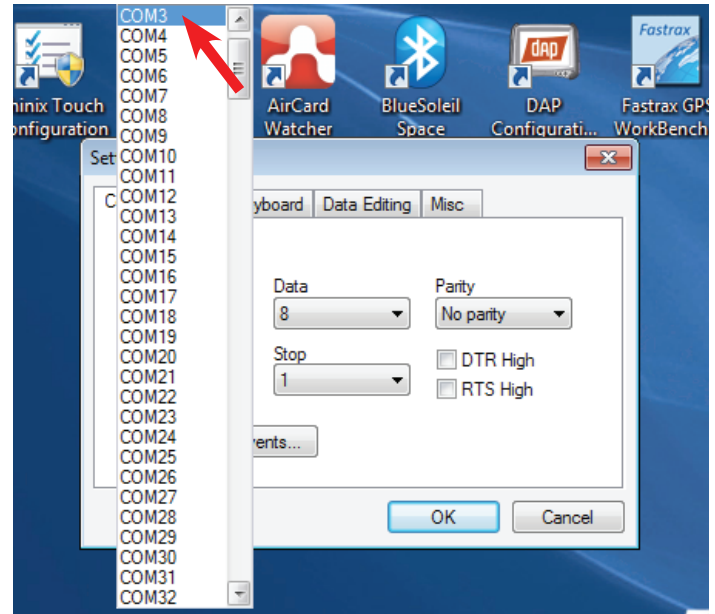 COM3
COM4
COM5
COM6
COM7
COM8
COM9
COM10
COM11
COM12
COM13
COM14
COM15
COM16
COM17
COM18
COM19
COM20
COM21
COM22
COM23
COM24
COM25
COM26
COM27
COM28
COM29
COM30
COM31
COM32
inix Touch
onfiguration
AirCard
Watcher
BlueSoleil
Space
dap
DAP
Configurati...
Fastrax
Fastrax GPS
WorkBench
Set
C
yboard
Data Editing
Misc
Data
8
Parity
No parity
Stop
1
DTR High
RTS High
ents...
OK
Cancel